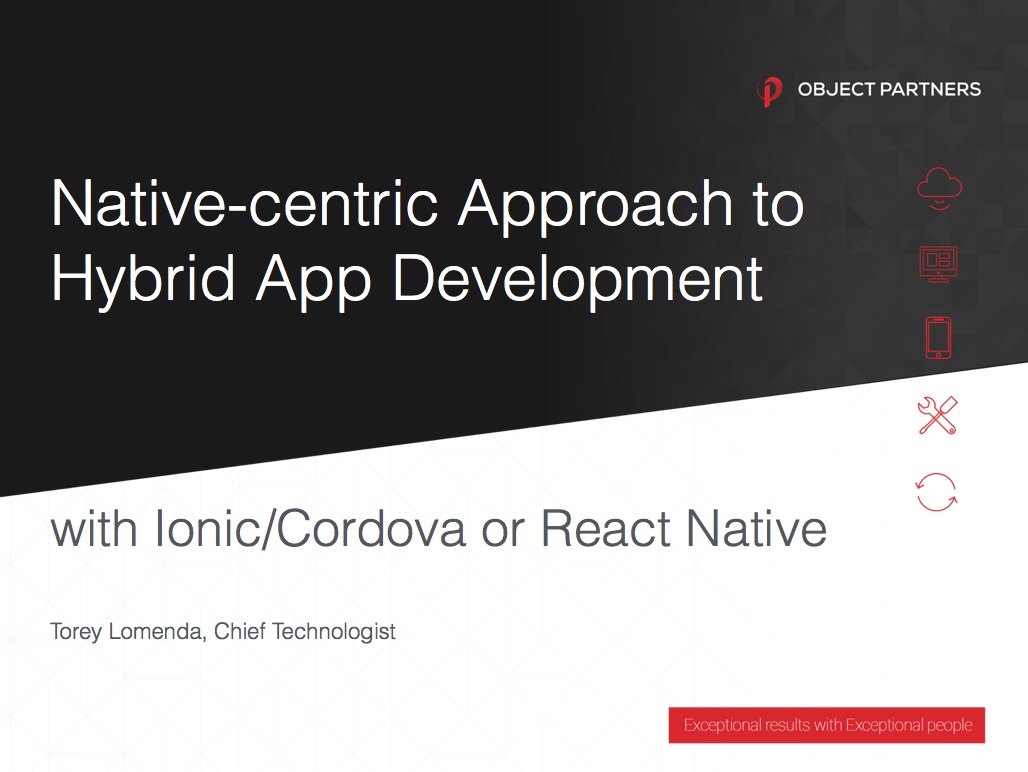 OBJECT PARTNERS
Native-centric Approach to
Hybrid App Development
with Ionic/Cordova or React Native
Torey Lomenda, Chief Technologist
Exceptional results with Exceptional people